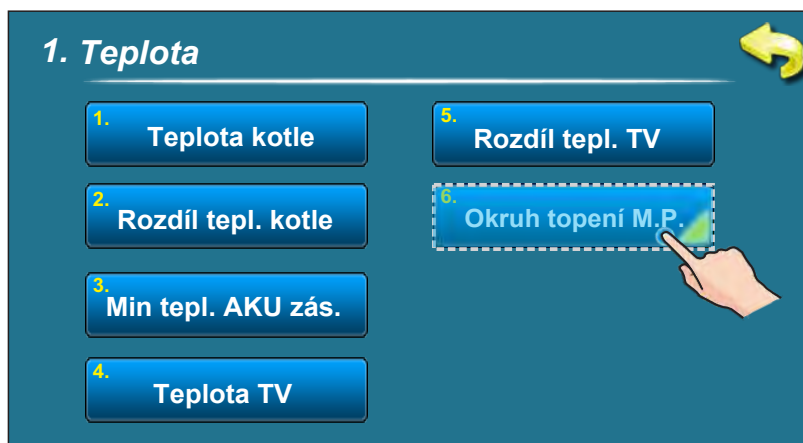 1. Teplota
1. Teplota kotle
2. Rozdíl tepl. kotle
3. Min tepl. AKU zás.
4. Teplota TV
5. Rozdíl tepl. TV
6. Okruh topení M.P.